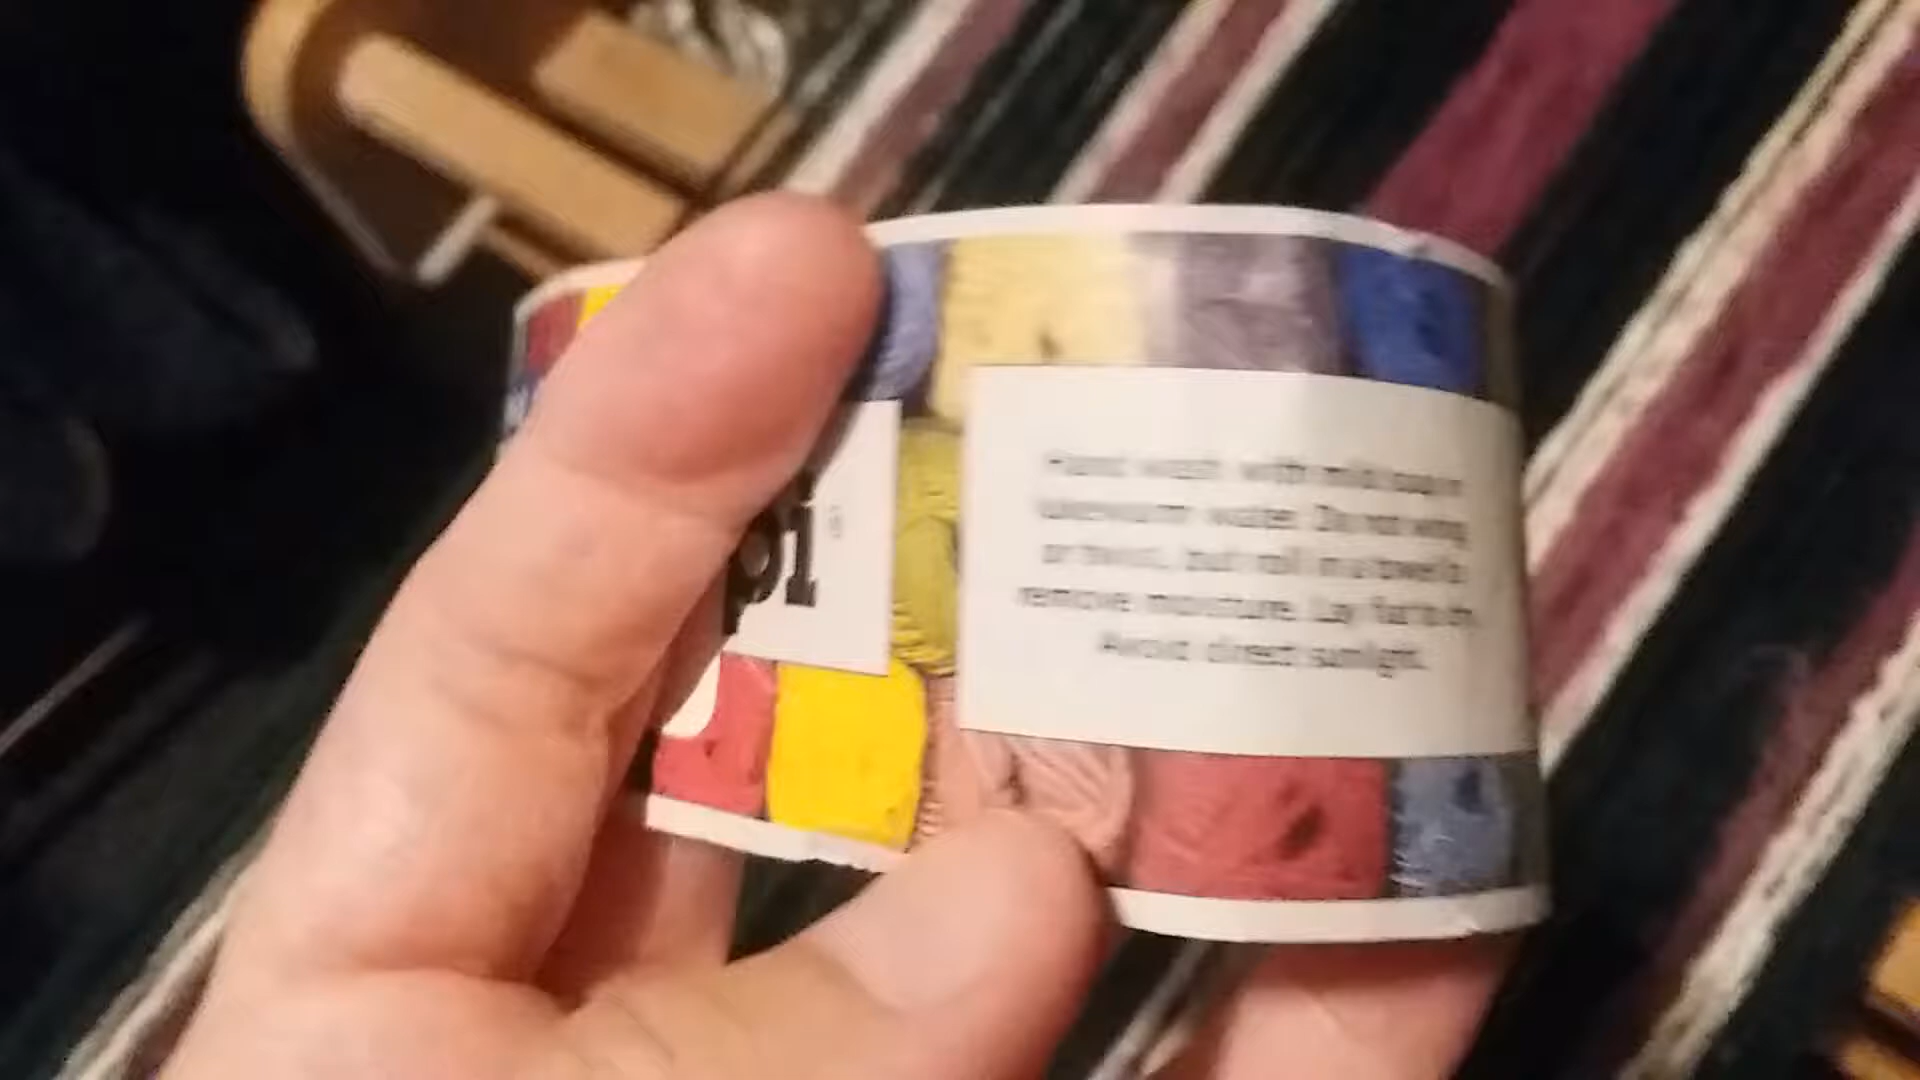 Hand wash with mild soap in
lukewarm water. Do not wring
or twist, but roll in a towel to
remove moisture. Lay flat to dry.
Avoid direct sunlight.